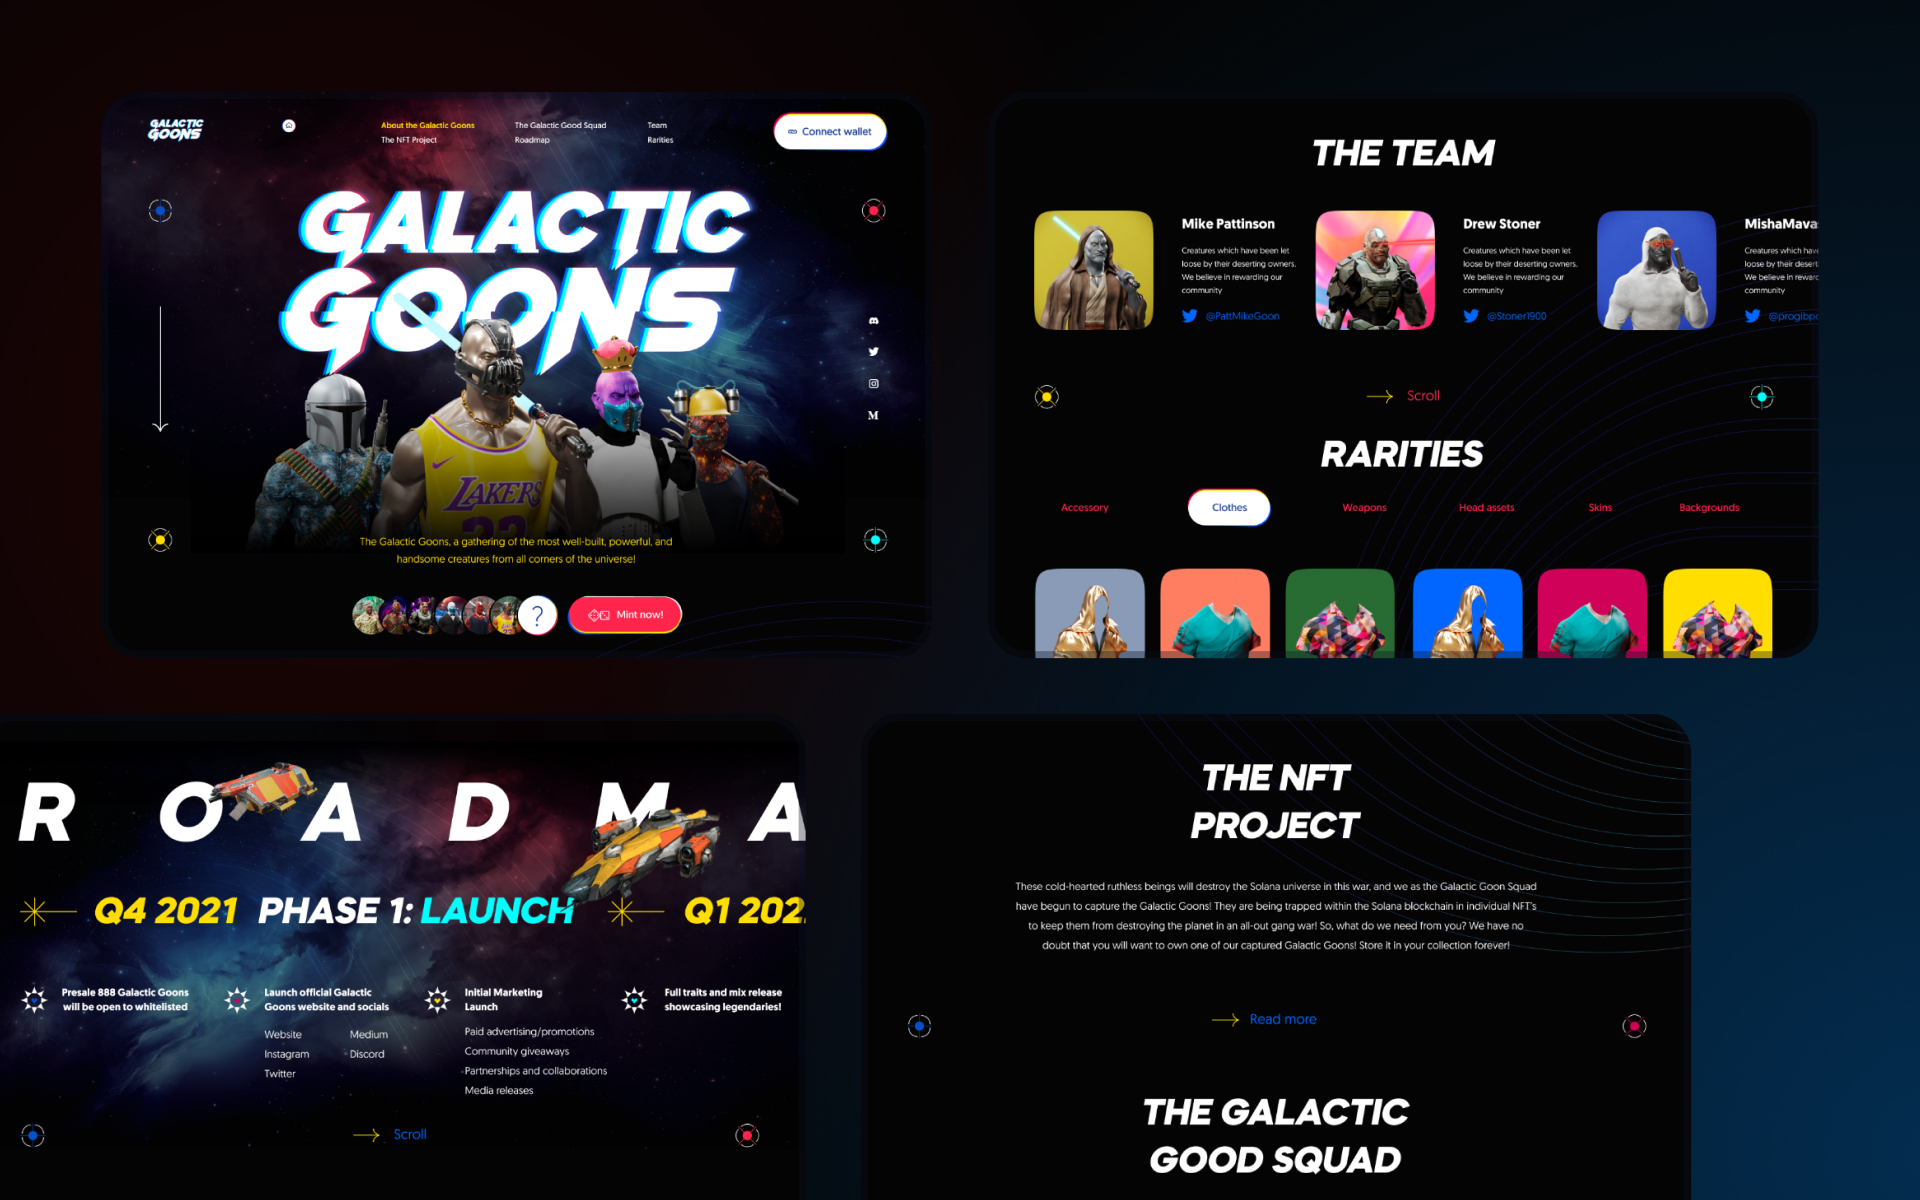 GALACTIC
GOONS
About the Galactic Goons
The NFT Project
The Galactic Good Squad
Roadmap
Team
Rarities
Connect wallet
GALACTIC
GOONS
LAKERS
The Galactic Goons, a gathering of the most well-built, powerful, and
handsome creatures from all corners of the universe!
?
Mint now!
THE TEAM
Mike Pattinson
Creatures which have been let
loose by their deserting owners.
We believe in rewarding our
community
@PattMikeGoon
Drew Stoner
Creatures which have been let
loose by their deserting owners.
We believe in rewarding our
community
@Stoner1900
MishaMava
Creatures which have
loose by their desert
We believe in rewar
community
@progibpo
Scroll
RARITIES
Accessory
Clothes
Weapons
Head assets
Skins
Backgrounds
R O A D M A
Q4 2021 PHASE 1: LAUNCH
Q1 202
Presale 888 Galactic Goons
will be open to whitelisted
Launch official Galactic
Goons website and socials
Website
Medium
Instagram
Discord
Twitter
Initial Marketing
Launch
Paid advertising/promotions
Community giveaways
Partnerships and collaborations
Media releases
Full traits and mix release
showcasing legendaries!
Scroll
THE NFT
PROJECT
These cold-hearted ruthless beings will destroy the Solana universe in this war, and we as the Galactic Goon Squad
have begun to capture the Galactic Goons! They are being trapped within the Solana blockchain in individual NFT's
to keep them from destroying the planet in an all-out gang war! So, what do we need from you? We have no
doubt that you will want to own one of our captured Galactic Goons! Store it in your collection forever!
Read more
THE GALACTIC
GOOD SQUAD